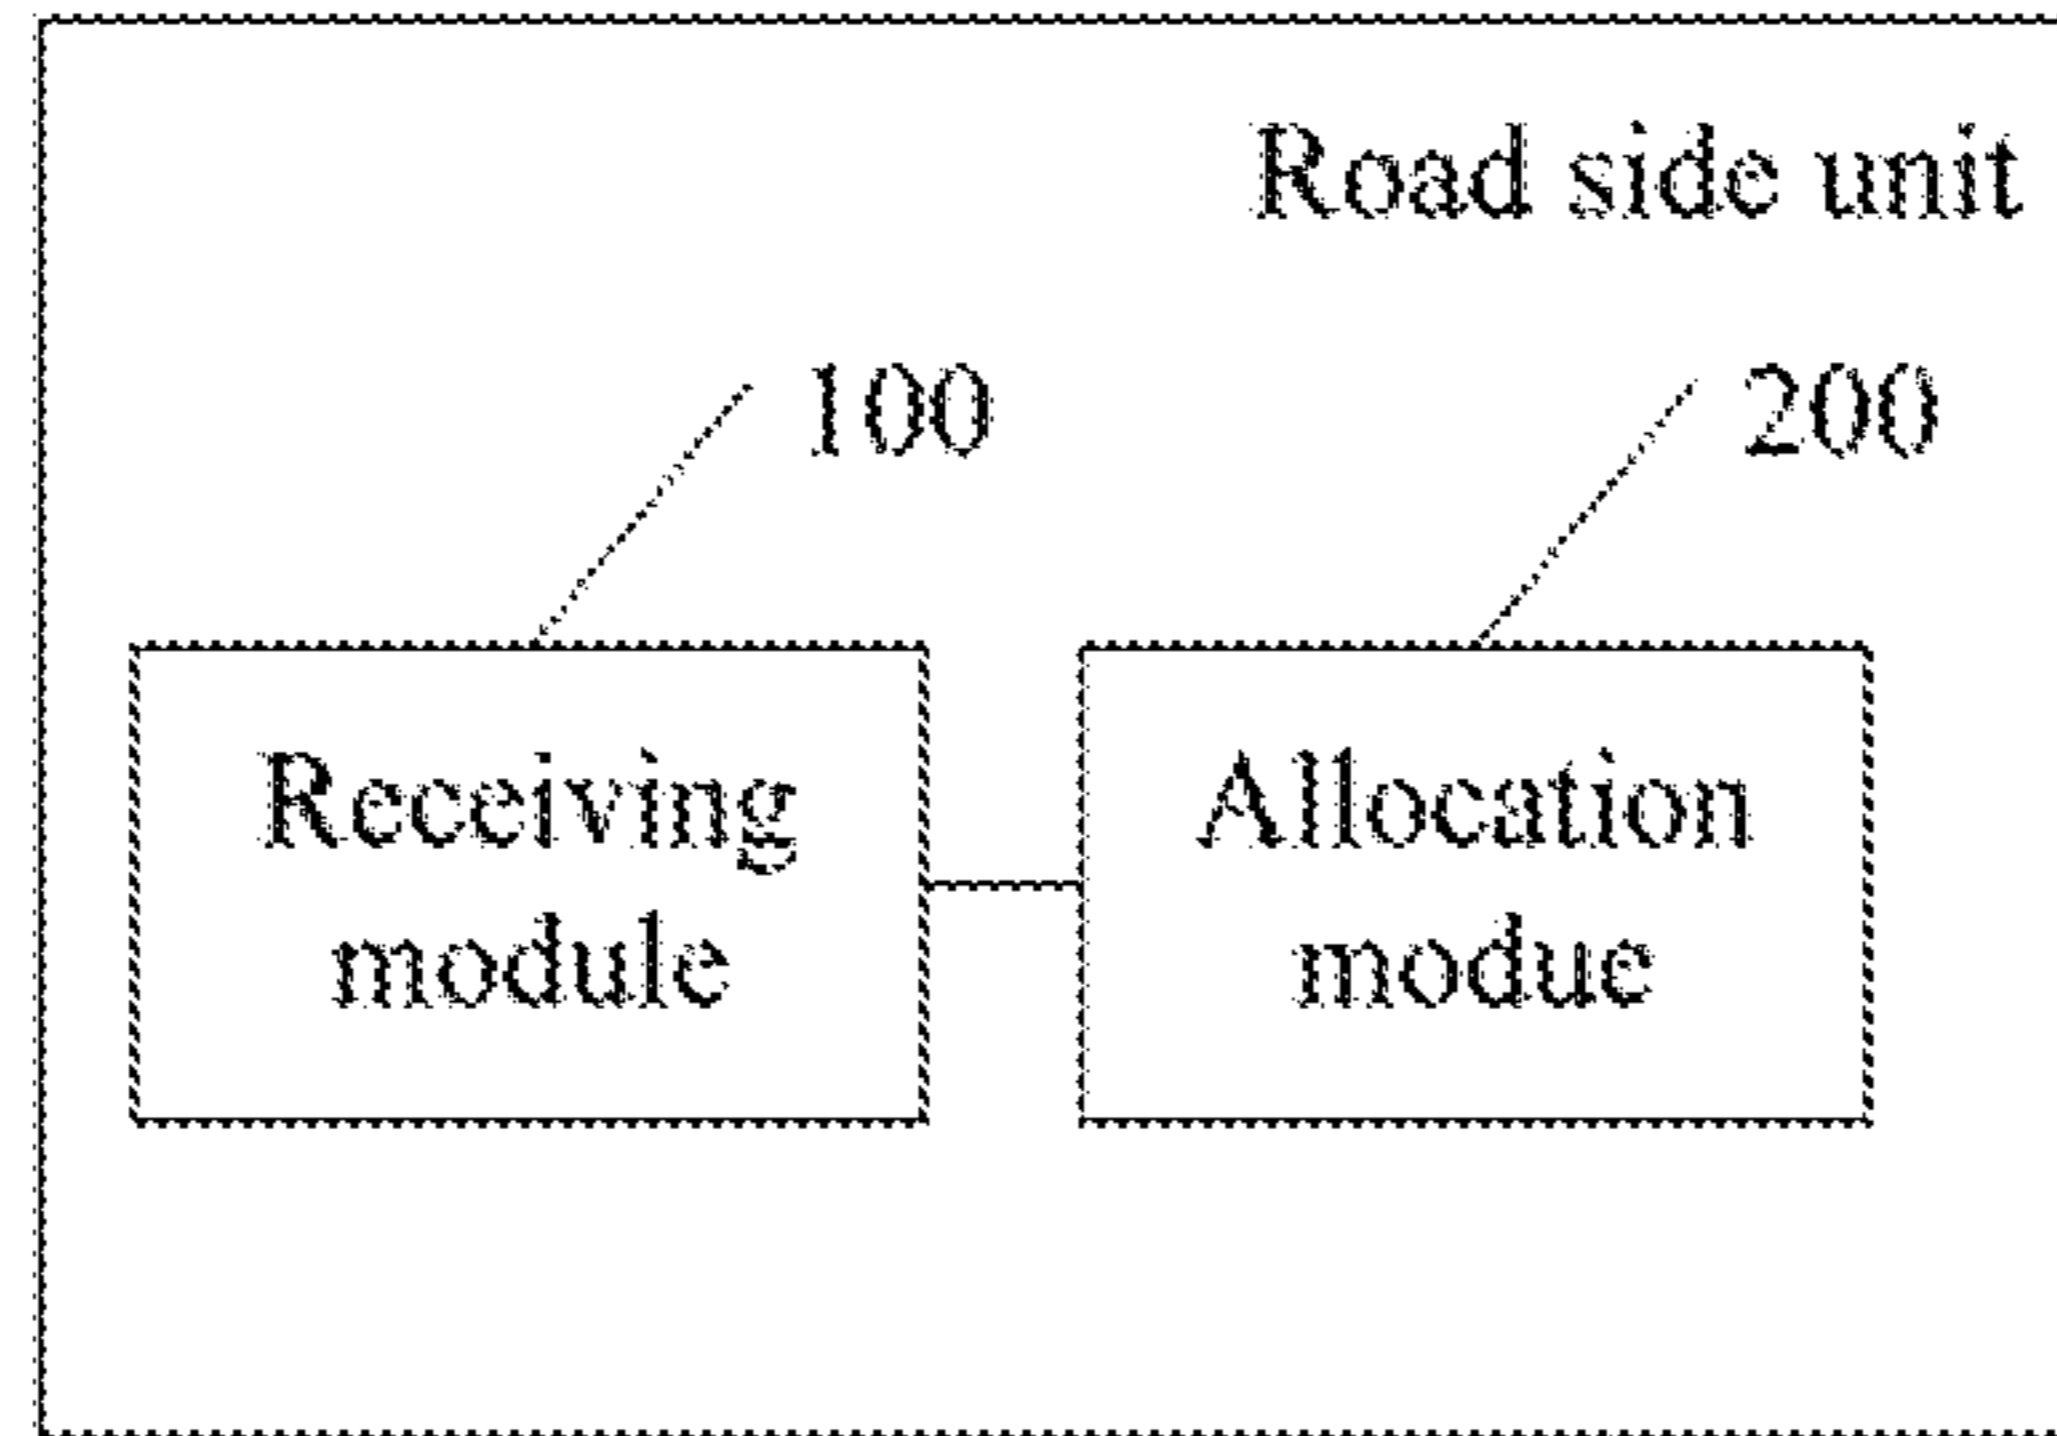 Road side unit
100
200
Receiving
module
Allocation
modue